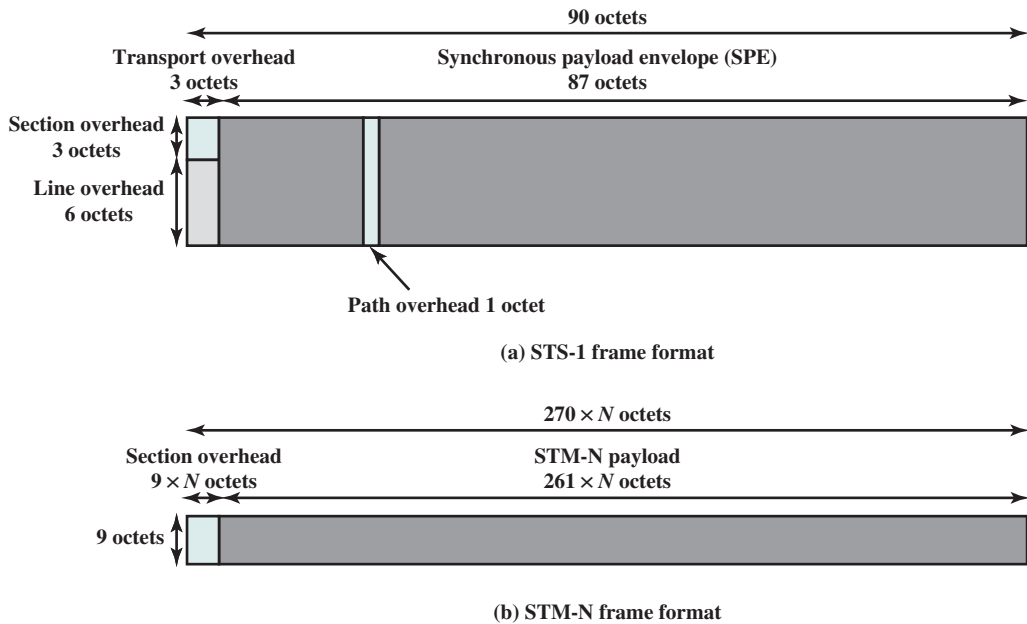 90 octets
Transport overhead
3 octets
Synchronous payload envelope (SPE)
87 octets
Section overhead
3 octets
Line overhead
6 octets
Path overhead 1 octet
(a) STS-1 frame format
270 × N octets
Section overhead
9 × N octets
STM-N payload
261 × N octets
9 octets
(b) STM-N frame format